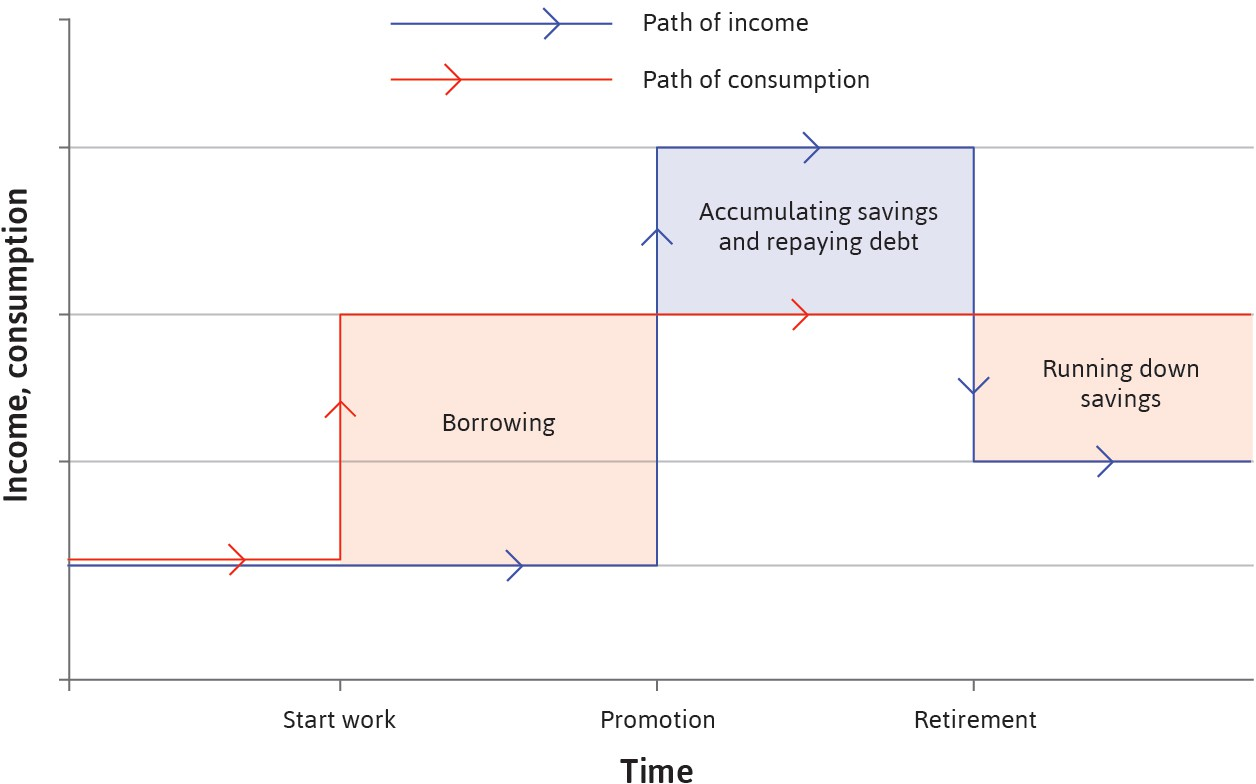 Path of income
Path of consumption
Income, consumption
Accumulating savings
and repaying debt
Borrowing
Running down
savings
Start work
Promotion
Retirement
Time